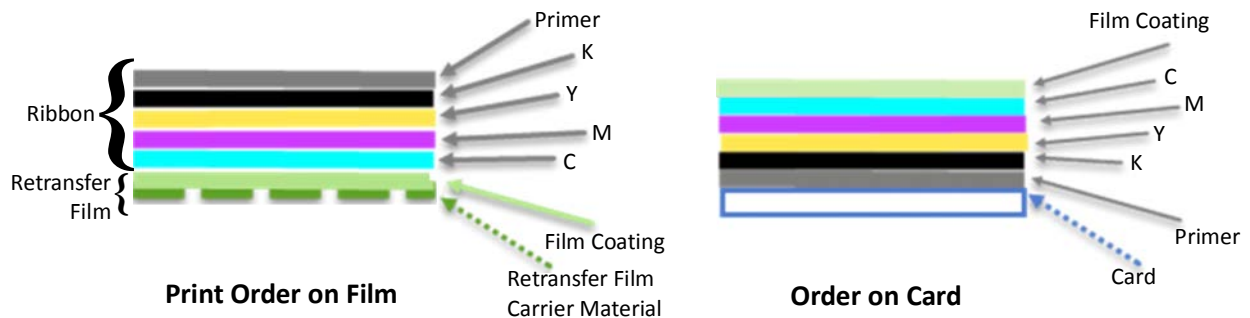 Primer
K
Y
M
C
Ribbon
Retransfer
Film
Film Coating
Retransfer Film
Carrier Material
Print Order on Film
Film Coating
C
M
Y
K
Primer
Card
Order on Card